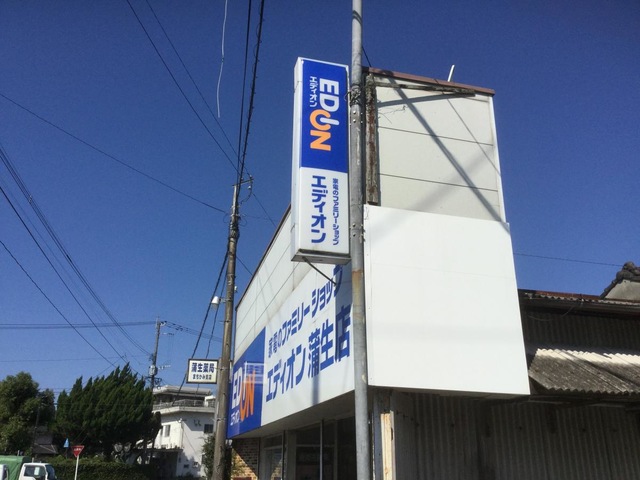 EDION
エディオン
家電のファミリーショップ
エディオン
家電のファミリーショップ
エディオン 蒲生店
EDION
蒲生薬局